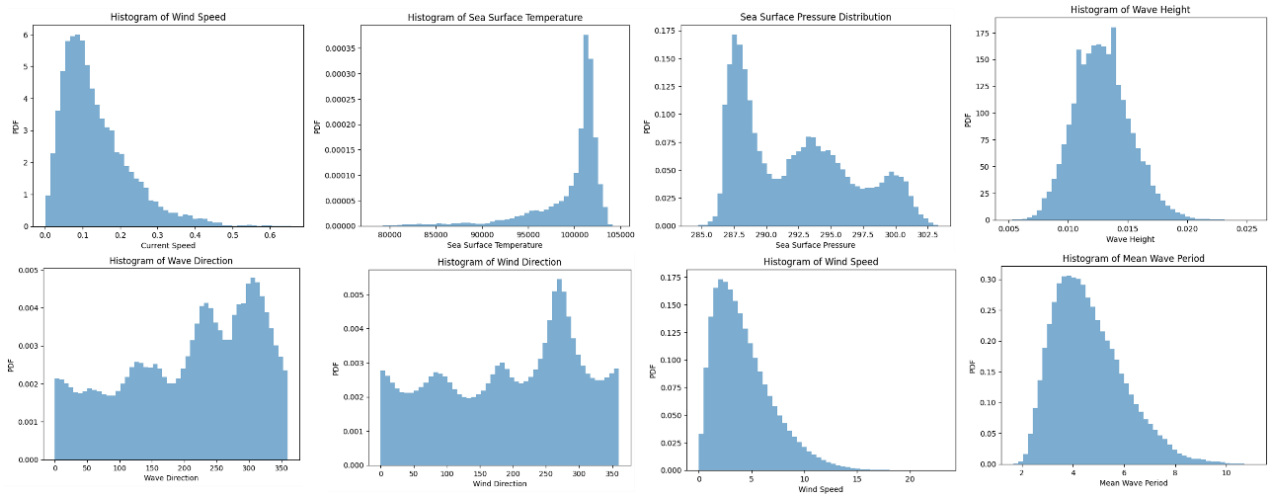 Histogram of Wind Speed
6
5
4
3
2
1
0
PDF
0.0 0.1 0.2 0.3 0.4 0.5 0.6
Current Speed
Histogram of Sea Surface Temperature
0.00035
0.00030
0.00025
0.00020
0.00015
0.00010
0.00005
0.00000
PDF
80000 85000 90000 95000 100000 105000
Sea Surface Temperature
Sea Surface Pressure Distribution
0.175
0.150
0.125
0.100
0.075
0.050
0.025
0.000
PDF
285.0 287.5 290.0 292.5 295.0 297.5 300.0 302.5
Sea Surface Pressure
Histogram of Wave Height
175
150
125
100
75
50
25
0
PDF
0.005 0.010 0.015 0.020 0.025
Wave Height
Histogram of Wave Direction
0.005
0.004
0.003
0.002
0.001
0.000
PDF
0 50 100 150 200 250 300 350
Wave Direction
Histogram of Wind Direction
0.005
0.004
0.003
0.002
0.001
0.000
PDF
0 50 100 150 200 250 300 350
Wind Direction
Histogram of Wind Speed
0.175
0.150
0.125
0.100
0.075
0.050
0.025
0.000
PDF
0 5 10 15 20
Wind Speed
Histogram of Mean Wave Period
0.30
0.25
0.20
0.15
0.10
0.05
0.00
PDF
2 4 6 8 10
Mean Wave Period